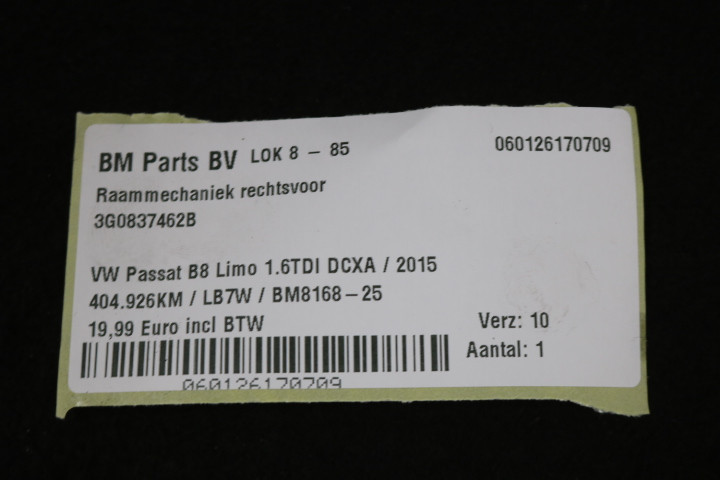 BM Parts BV LOK 8 - 85 060126170709
Raammechaniek rechtsvoor
3G0837462B
VW Passat B8 Limo 1.6TDI DCXA / 2015
404.926KM / LB7W / BM8168-25
19,99 Euro incl BTW Verz: 10
Aantal: 1
060126170709